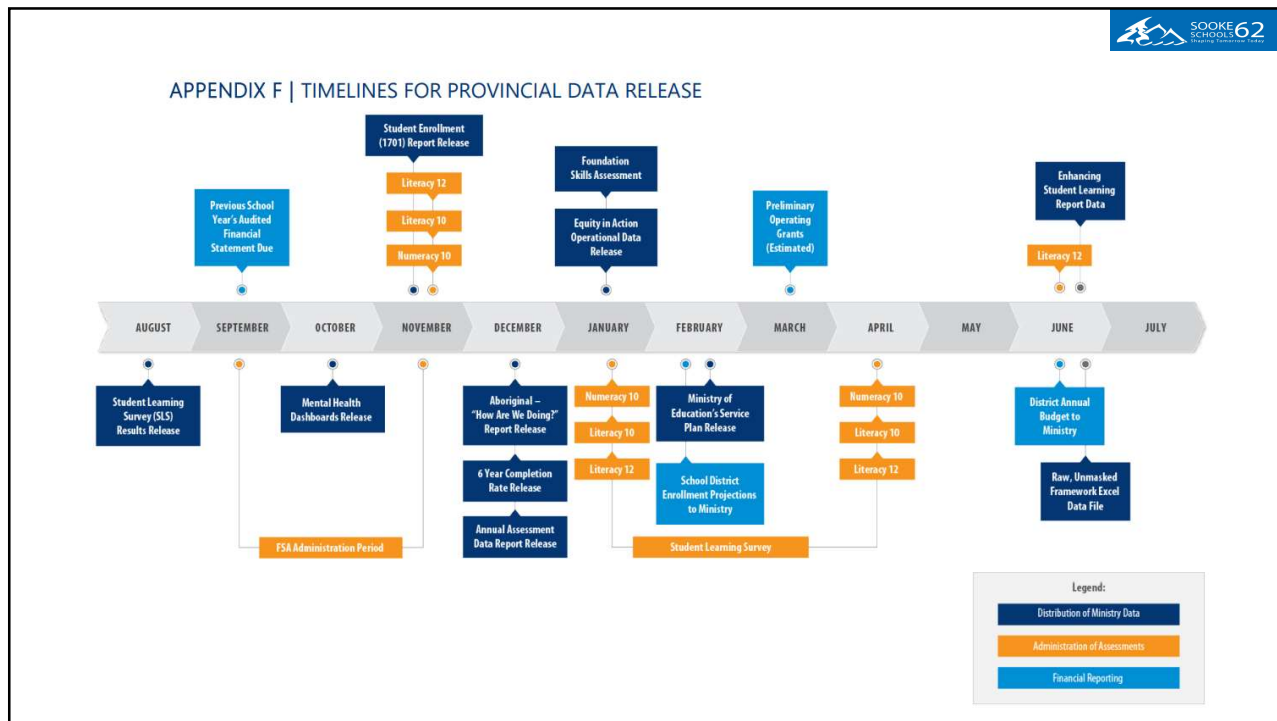 SOOKE 62
SCHOOLS
Shaping Tomorrow Today
APPENDIX F | TIMELINES FOR PROVINCIAL DATA RELEASE
Previous School
Year's Audited
Financial
Statement Due
Student Enrollment
(1701) Report Release
Literacy 12
Literacy 10
Numeracy 10
Foundation
Skills Assessment
Equity in Action
Operational Data
Release
Preliminary
Operating
Grants
(Estimated)
Enhancing
Student Learning
Report Data
Literacy 12
AUGUST
SEPTEMBER
OCTOBER
NOVEMBER
DECEMBER
JANUARY
FEBRUARY
MARCH
APRIL
MAY
JUNE
JULY
Student Learning
Survey (SLS)
Results Release
FSA Administration Period
Mental Health
Dashboards Release
Aboriginal –
"How Are We Doing?"
Report Release
6 Year Completion
Rate Release
Annual Assessment
Data Report Release
Numeracy 10
Literacy 10
Literacy 12
Student Learning Survey
Ministry of
Education's Service
Plan Release
School District
Enrollment Projections
to Ministry
Numeracy 10
Literacy 10
Literacy 12
District Annual
Budget to
Ministry
Raw, Unmasked
Framework Excel
Data File
Legend:
Distribution of Ministry Data
Administration of Assessments
Financial Reporting